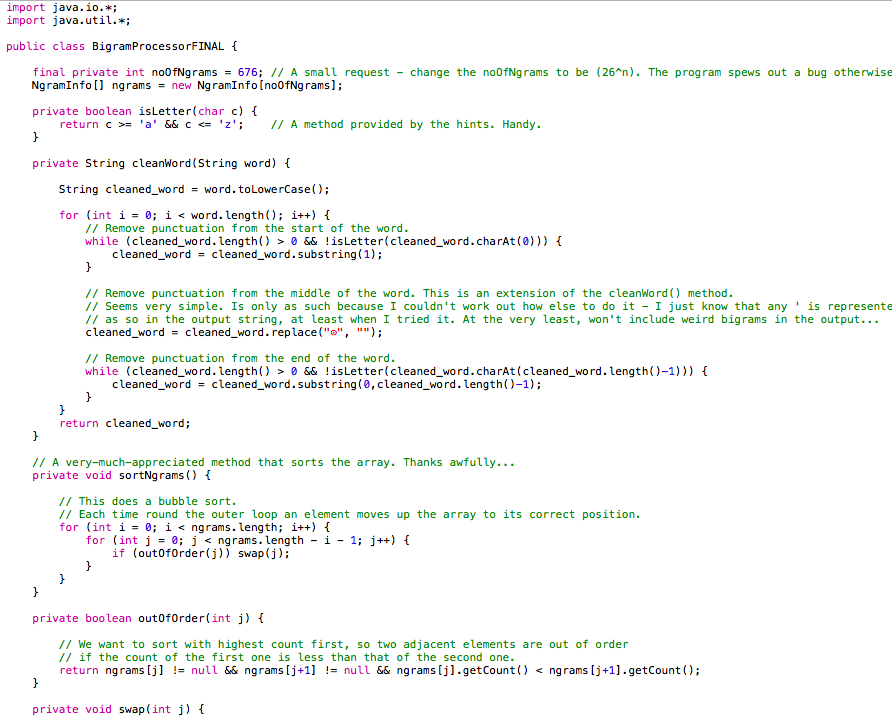 import java.io.*;
import java.util.*;
public class BigramProcessorFINAL {
final private int noOfNgrams = 676; // A small request - change the noOfNgrams to be (26^n). The program spews out a bug otherwise
NgramInfo[] ngrams = new NgramInfo[noOfNgrams];
private boolean isLetter(char c) {
return c >= 'a' && c <= 'z';    // A method provided by the hints. Handy.
}
private String cleanWord(String word) {
String cleaned_word = word.toLowerCase();
for (int i = 0; i < word.length(); i++) {
// Remove punctuation from the start of the word.
while (cleaned_word.length() > 0 && !isLetter(cleaned_word.charAt(0))) {
cleaned_word = cleaned_word.substring(1);
}
// Remove punctuation from the middle of the word. This is an extension of the cleanWord() method.
// Seems very simple. Is only as such because I couldn't work out how else to do it - I just know that any ' is represente
// as so in the output string, at least when I tried it. At the very least, won't include weird bigrams in the output...
cleaned_word = cleaned_word.replace("", "");
// Remove punctuation from the end of the word.
while (cleaned_word.length() > 0 && !isLetter(cleaned_word.charAt(cleaned_word.length()-1))) {
cleaned_word = cleaned_word.substring(0,cleaned_word.length()-1);
}
}
return cleaned_word;
}
// A very-much-appreciated method that sorts the array. Thanks awfully...
private void sortNgrams() {
// This does a bubble sort.
// Each time round the outer loop an element moves up the array to its correct position.
for (int i = 0; i < ngrams.length; i++) {
for (int j = 0; j < ngrams.length - i - 1; j++) {
if (outOfOrder(j)) swap(j);
}
}
}
private boolean outOfOrder(int j) {
// We want to sort with highest count first, so two adjacent elements are out of order
// if the count of the first one is less than that of the second one.
return ngrams[j] != null && ngrams[j+1] != null && ngrams[j].getCount() < ngrams[j+1].getCount();
}
private void swap(int j) {